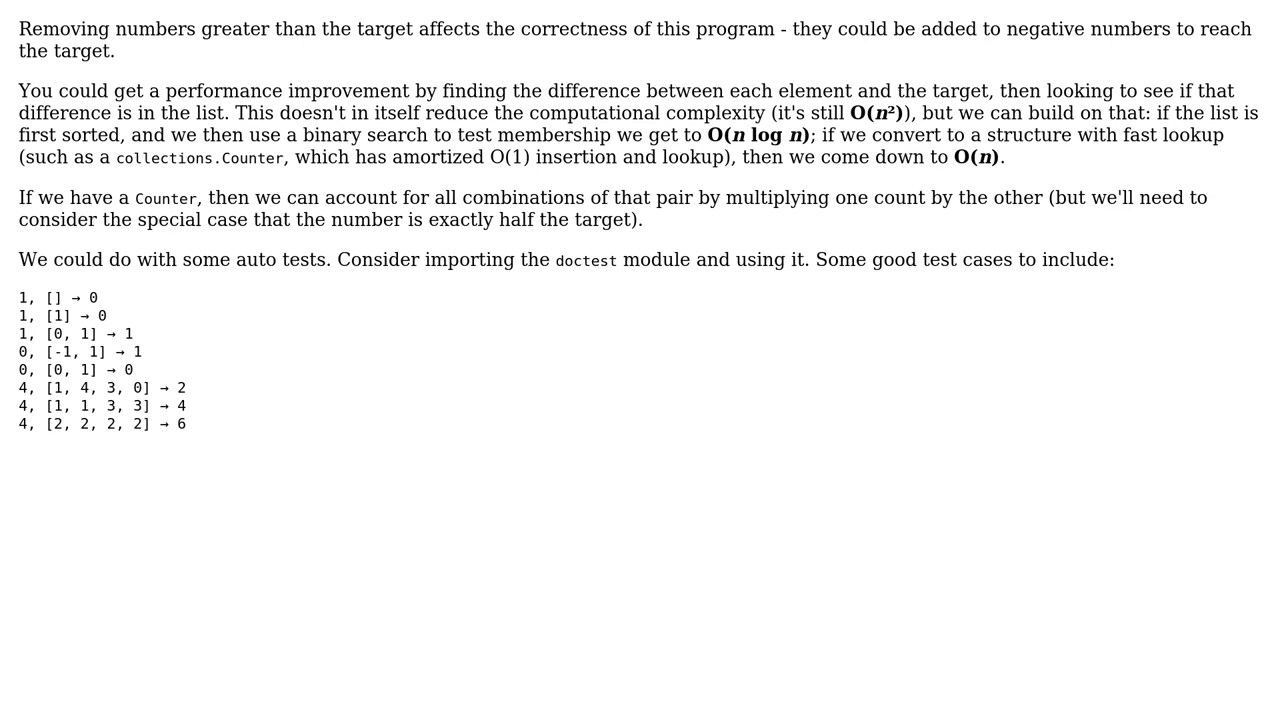 Removing numbers greater than the target affects the correctness of this program - they could be added to negative numbers to reach
the target.
You could get a performance improvement by finding the difference between each element and the target, then looking to see if that
difference is in the list. This doesn't in itself reduce the computational complexity (it's still O(n²)), but we can build on that: if the list is
first sorted, and we then use a binary search to test membership we get to O(n log n); if we convert to a structure with fast lookup
(such as a collections.Counter, which has amortized O(1) insertion and lookup), then we come down to O(n).
If we have a Counter, then we can account for all combinations of that pair by multiplying one count by the other (but we'll need to
consider the special case that the number is exactly half the target).
We could do with some auto tests. Consider importing the doctest module and using it. Some good test cases to include:
1, [] → 0
1, [1] → 0
1, [0, 1] → 1
0, [-1, 1] → 1
0, [0, 1] → 0
4, [1, 4, 3, 0] → 2
4, [1, 1, 3, 3] → 4
4, [2, 2, 2, 2] → 6